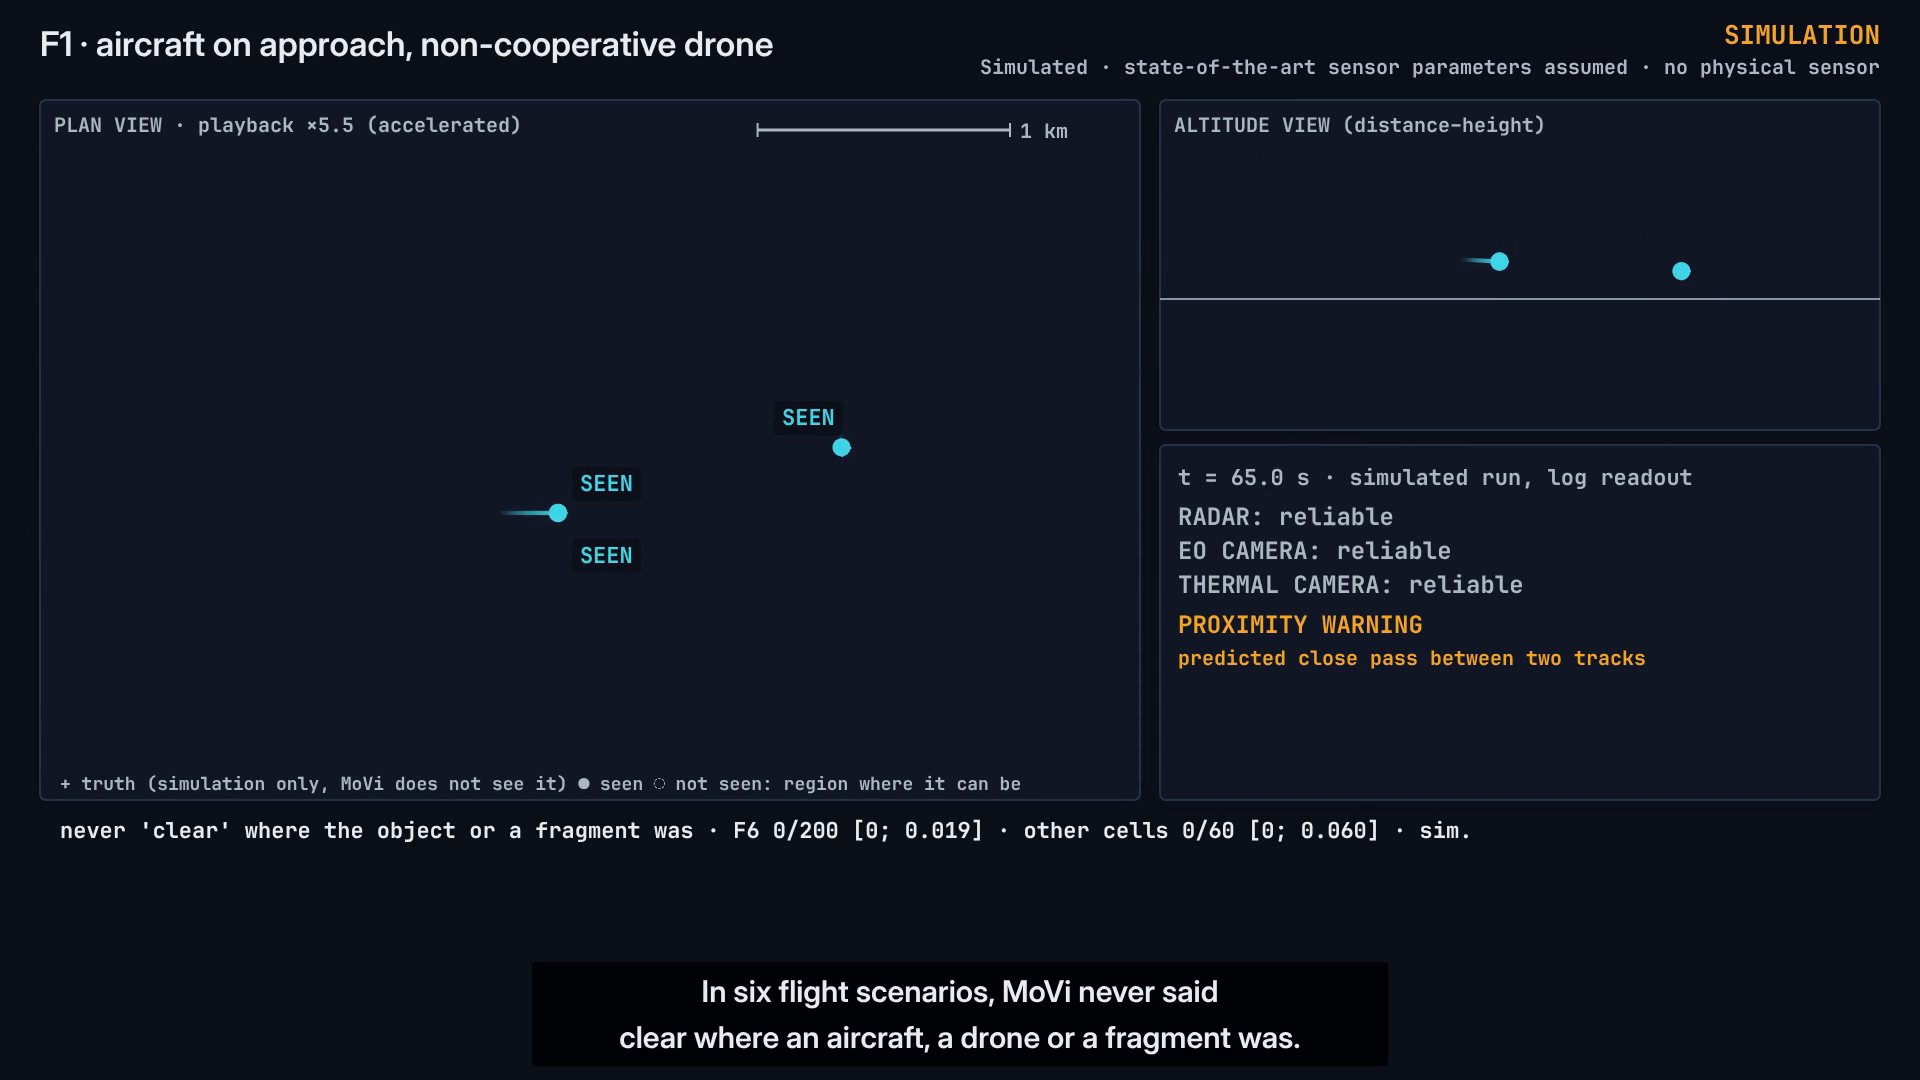 F1 · aircraft on approach, non-cooperative drone
SIMULATION
Simulated · state-of-the-art sensor parameters assumed · no physical sensor
PLAN VIEW · playback ×5.5 (accelerated)
1 km
SEEN
SEEN
SEEN
+ truth (simulation only, MoVi does not see it) ● seen ◌ not seen: region where it can be
ALTITUDE VIEW (distance–height)
t = 65.0 s · simulated run, log readout
RADAR: reliable
EO CAMERA: reliable
THERMAL CAMERA: reliable
PROXIMITY WARNING
predicted close pass between two tracks
never 'clear' where the object or a fragment was · F6 0/200 [0; 0.019] · other cells 0/60 [0; 0.060] · sim.
In six flight scenarios, MoVi never said
clear where an aircraft, a drone or a fragment was.